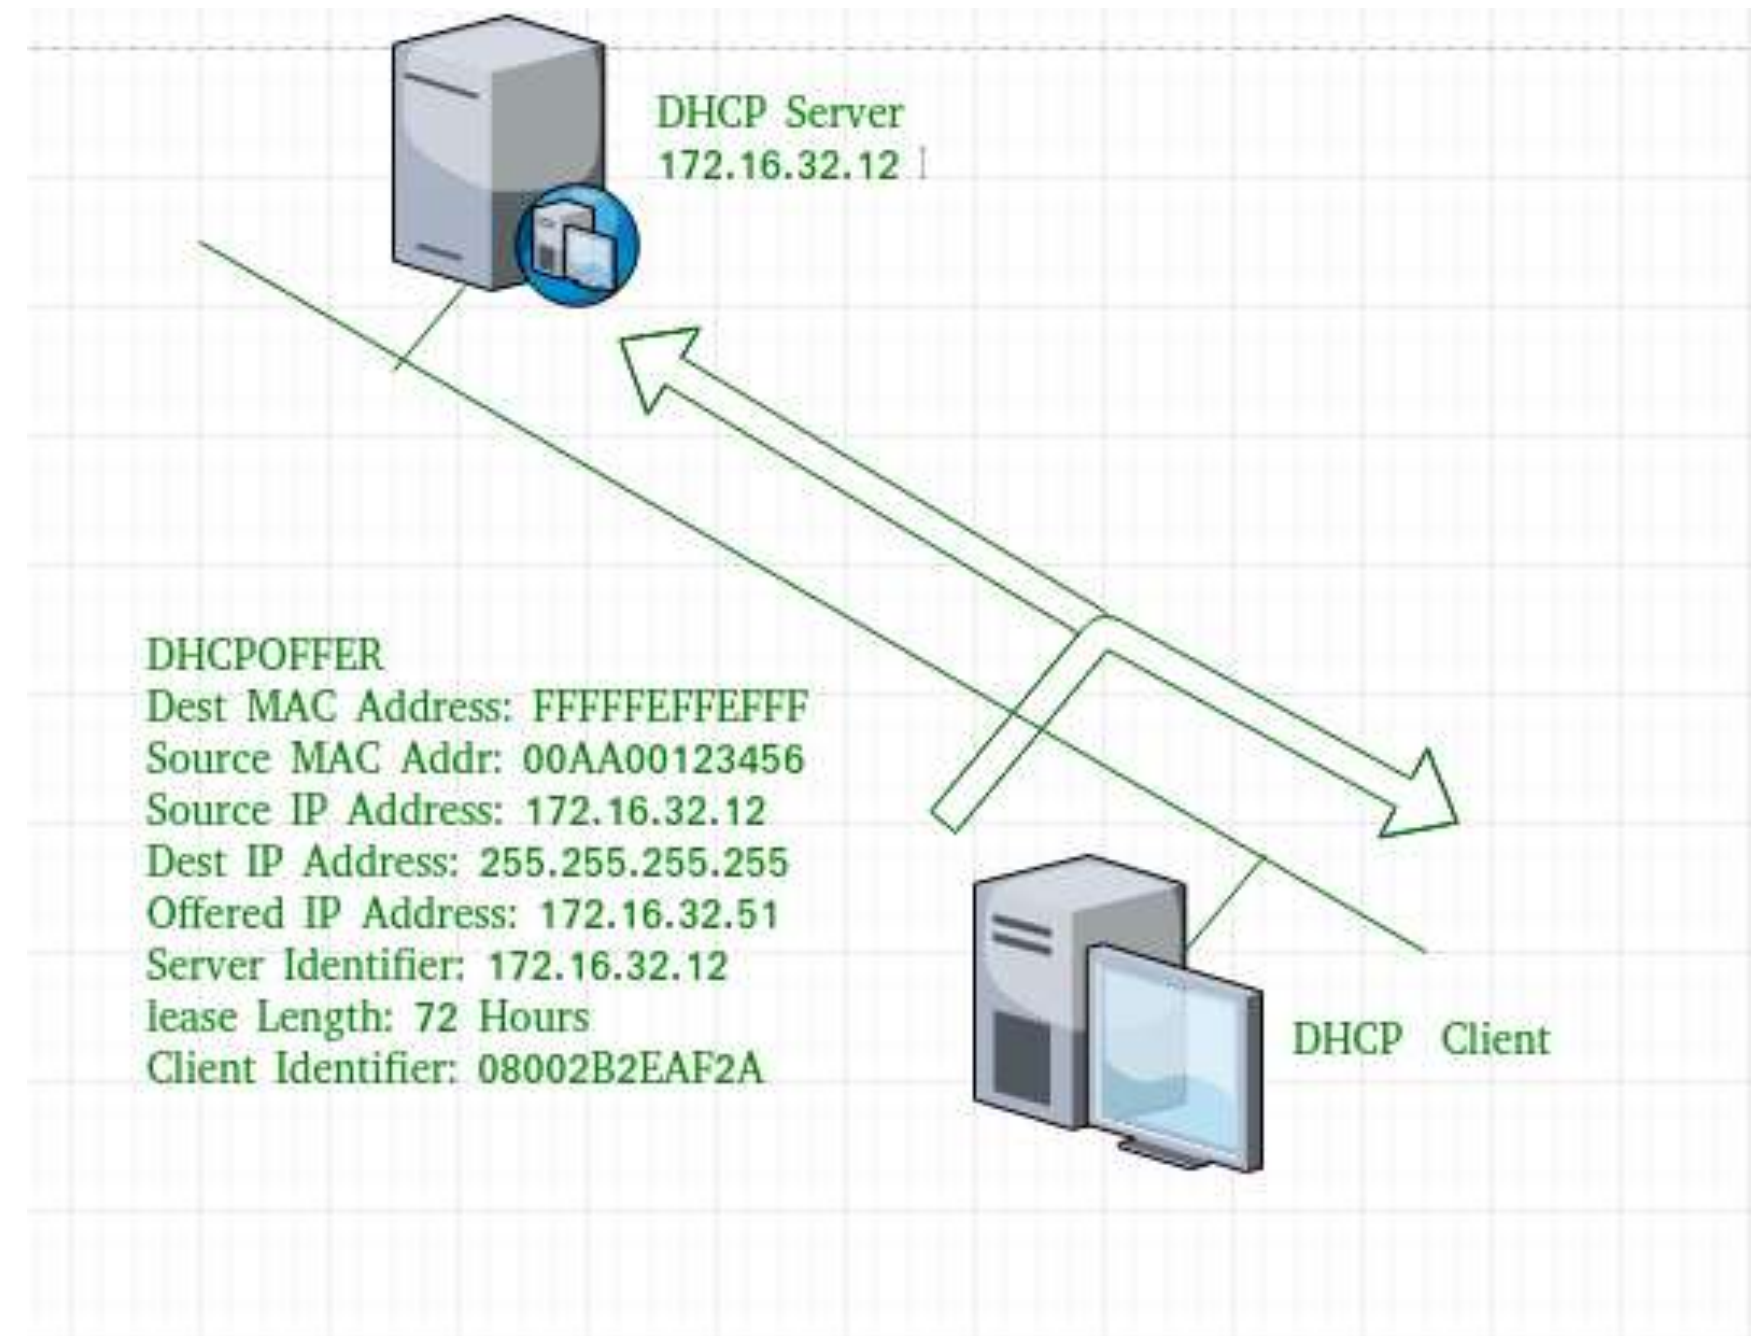 DHCP Server
172.16.32.12
DHCPOFFER
Dest MAC Address: FFFFFEFFEFFF
Source MAC Addr: 00AA00123456
Source IP Address: 172.16.32.12
Dest IP Address: 255.255.255.255
Offered IP Address: 172.16.32.51
Server Identifier: 172.16.32.12
lease Length: 72 Hours
Client Identifier: 08002B2EAF2A
DHCP Client